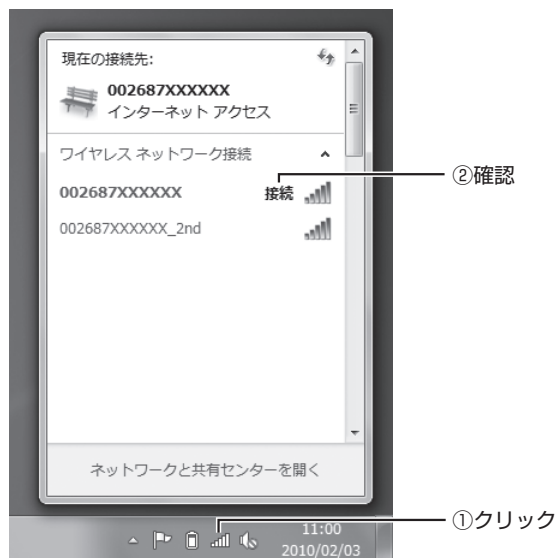 現在の接続先:
002687XXXXXX
インターネット アクセス
ワイヤレス ネットワーク接続
002687XXXXXX 接続
②確認
002687XXXXXX_2nd
ネットワークと共有センターを開く
①クリック
11:00
2010/02/03